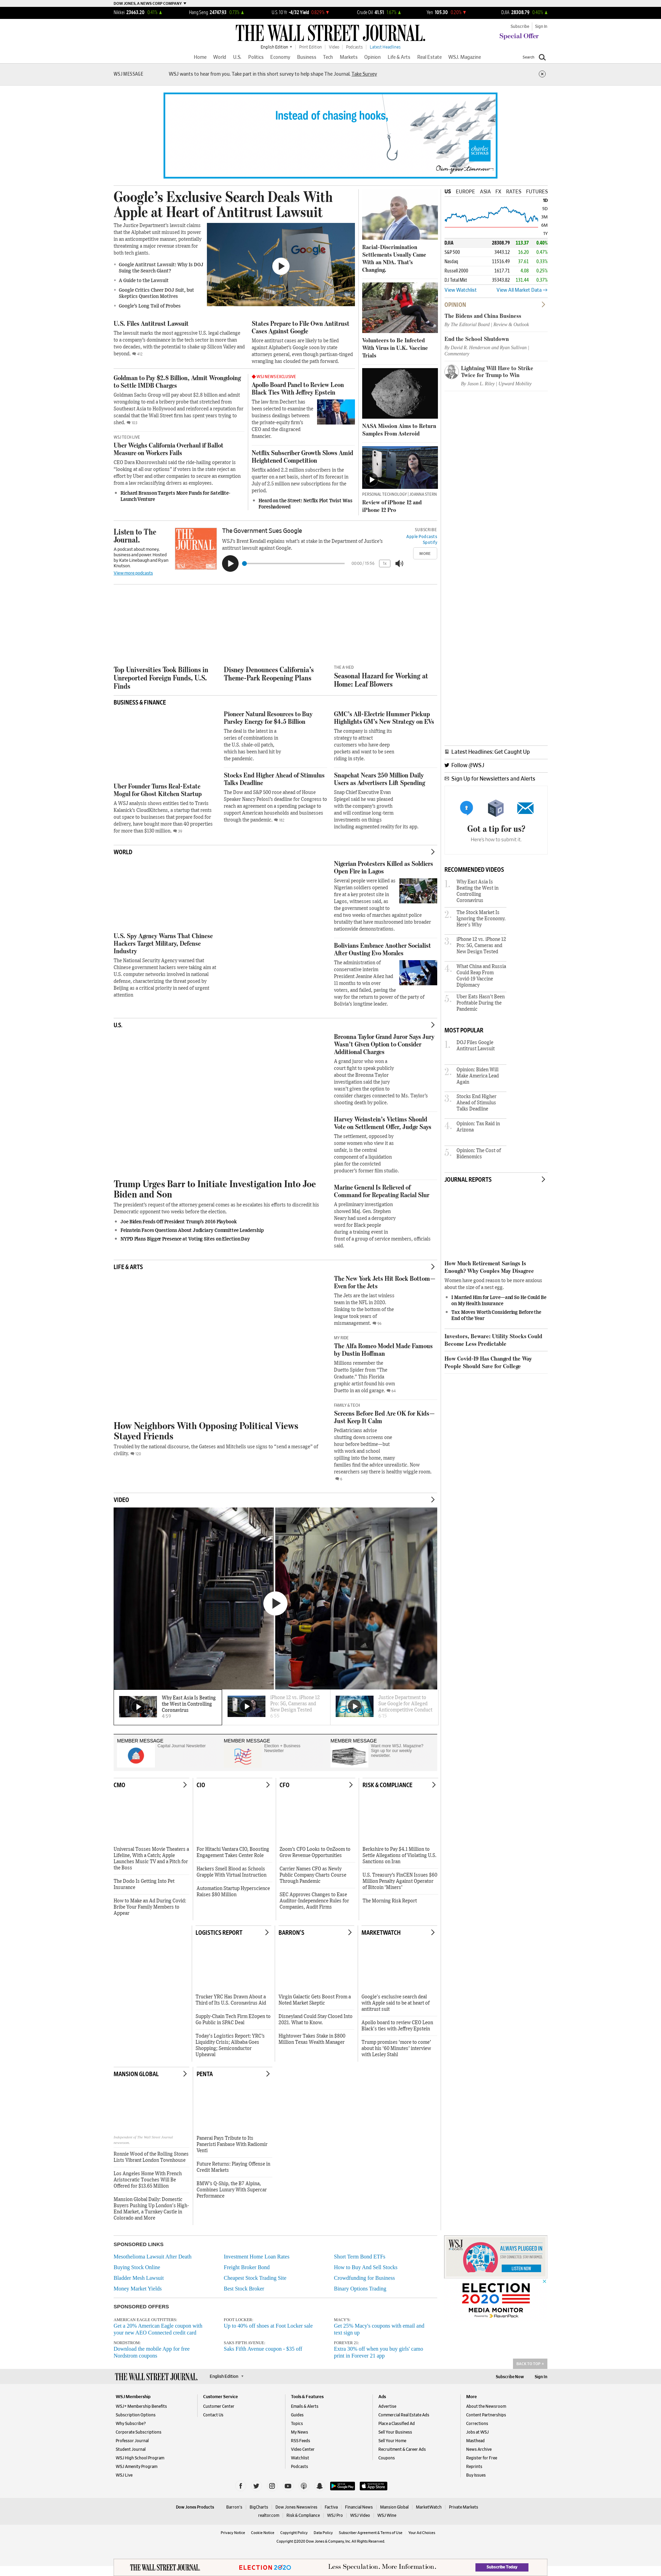 DOW JONES, A NEWS CORP COMPANY
Nikkei 23663.20 0.41%
Hang Seng 24747.93 0.75%
U.S. 10 Yr
Crude Oil 41.51
Yen 105.30
DJIA 28308.79 0.40%
THE WALL STREET JOURNAL.
Subscribe | Sign In
Special Offer
English Edition | Print Edition | Video | Podcasts | Latest Headlines
Home World U.S. Politics Economy Business Tech Markets Opinion Life & Arts Real Estate WSJ. Magazine
Search
WSJ MESSAGE
WSJ wants to hear from you. Take part in this short survey to help shape The Journal. Take Survey
Instead of chasing hooks,
charles SCHWAB
Own your tomorrow
Google's Exclusive Search Deals With Apple at Heart of Antitrust Lawsuit
The Justice Department's lawsuit claims that the Alphabet unit misused its power in an anticompetitive manner, potentially threatening a more recent stream from both tech giants.
Google Antitrust Lawsuit: Why Is DOJ Suing the Search Giant?
A Guide to the Lawsuit
Google Critics Cheer DOJ Suit, but Skeptics Question Motives
Google's Long Trail of Probes
U.S. Files Antitrust Lawsuit
The lawsuit marks the most aggressive U.S. legal challenge to a company's dominance in the tech sector in more than two decades, with the potential to shake up Silicon Valley and beyond.
States Prepare to File Own Antitrust Cases Against Google
More antitrust cases are likely to be filed against Alphabet's Google soon by some attorneys general, even though partisan-tinged wrangling has clouded the path forward.
Goldman to Pay $2.8 Billion, Admit Wrongdoing to Settle 1MDB Charges
Goldman Sachs Group will pay about $2.8 billion and admit wrongdoing to end a bribery probe that stretched from Southeast Asia to Hollywood and reinforced a reputation for scandal that the Wall Street firm has spent years trying to shed.
WSJ NEWS EXCLUSIVE
Apollo Board Panel to Review Leon Black Ties With Jeffrey Epstein
The law firm Dechert has been selected to examine the business dealings between the private-equity firm's CEO and the disgraced financier.
WSJ TECH LIVE
Uber Weighs California Overhaul if Ballot Measure on Workers Fails
CEO Dara Khosrowshahi said the ride-hailing operator is "looking at all our options" if voters in the state reject an effort by Uber and other companies to secure an exemption from a law reclassifying drivers as employees.
Richard Branson Targets More Funds for Satellite-Launch Venture
Netflix Subscriber Growth Slows Amid Heightened Competition
Netflix added 2.2 million subscribers in the quarter on a net basis, short of its forecast in July of 2.5 million new subscriptions for the period.
Heard on the Street: Netflix Plot Twist Was Foreshadowed
Racial-Discrimination Settlements Usually Came With an NDA. That's Changing.
Volunteers to Be Infected With Virus in U.K. Vaccine Trials
NASA Mission Aims to Return Samples From Asteroid
PERSONAL TECHNOLOGY | JOANNA STERN
Review of iPhone 12 and iPhone 12 Pro
US EUROPE ASIA FX RATES FUTURES
1D
5D
3M
6M
1Y
DJIA 28308.79 113.37 0.40%
S&P 500 3443.12 16.20 0.47%
Nasdaq 11516.49 37.61 0.33%
Russell 2000 1617.71 4.08 0.25%
DJ Total Mkt 35343.82 131.44 0.37%
View Watchlist
View All Market Data
OPINION
The Bidens and China Business
By The Editorial Board | Review & Outlook
End the School Shutdown
By David R. Henderson and Ryan Sullivan | Commentary
Lightning Will Have to Strike Twice for Trump to Win
By Jason L. Riley | Upward Mobility
Listen to The Journal.
A podcast about money, business and power. Hosted by Kate Linebaugh and Ryan Knutson.
View more podcasts
THE JOURNAL.
The Government Sues Google
WSJ's Brent Kendall explains what's at stake in the Department of Justice's antitrust lawsuit against Google.
00:00 / 15:56
1x
SUBSCRIBE
Apple Podcasts
Spotify
MORE
Top Universities Took Billions in Unreported Foreign Funds, U.S. Finds
Disney Denounces California's Theme-Park Reopening Plans
THE A-HED
Seasonal Hazard for Working at Home: Leaf Blowers
BUSINESS & FINANCE
Uber Founder Turns Real-Estate Mogul for Ghost Kitchen Startup
A WSJ analysis shows entities tied to Travis Kalanick's CloudKitchens, a startup that rents out space to restaurants that prepare food for delivery, have bought more than 40 properties for more than $130 million.
Pioneer Natural Resources to Buy Parsley Energy for $4.5 Billion
The deal is the latest in a series of combinations in the U.S. shale-oil patch, which has been hard hit by the pandemic.
GMC's All-Electric Hummer Pickup Highlights GM's New Strategy on EVs
The company is shifting its strategy to attract customers who have deep pockets and want to be seen riding in style.
Stocks End Higher Ahead of Stimulus Talks Deadline
The Dow and S&P 500 rose ahead of House Speaker Nancy Pelosi's deadline for Congress to reach an agreement on a spending package to support American households and businesses through the pandemic.
Snapchat Nears 250 Million Daily Users as Advertisers Lift Spending
Snap Chief Executive Evan Spiegel said he was pleased with the company's growth and will continue long-term investments on things including augmented reality for its app.
Latest Headlines: Get Caught Up
Follow @WSJ
Sign Up for Newsletters and Alerts
Got a tip for us?
Here's how to submit it.
WORLD
U.S. Spy Agency Warns That Chinese Hackers Target Military, Defense Industry
The National Security Agency warned that Chinese government hackers were taking aim at U.S. computer networks involved in national defense, characterizing the threat posed by Beijing as a critical priority in need of urgent attention
Nigerian Protesters Killed as Soldiers Open Fire in Lagos
Several people were killed as Nigerian soldiers opened fire at a key protest site in Lagos, witnesses said, as the government sought to end two weeks of marches against police brutality that have mushroomed into broader nationwide demonstrations.
Bolivians Embrace Another Socialist After Ousting Evo Morales
The administration of conservative interim President Jeanine Áñez had 11 months to win over voters, and failed, paving the way for the return to power of the party of Bolivia's longtime leader.
RECOMMENDED VIDEOS
1. Why East Asia Is Beating the West in Controlling Coronavirus
2. The Stock Market Is Ignoring the Economy. Here's Why
3. iPhone 12 vs. iPhone 12 Pro: 5G, Cameras and New Design Tested
4. What China and Russia Could Reap From Covid-19 Vaccine Diplomacy
5. Uber Eats Hasn't Been Profitable During the Pandemic
MOST POPULAR
1. DOJ Files Google Antitrust Lawsuit
2. Opinion: Biden Will Make America Lead Again
3. Stocks End Higher Ahead of Stimulus Talks Deadline
4. Opinion: Tax Raid in Arizona
5. Opinion: The Cost of Bidenomics
U.S.
Trump Urges Barr to Initiate Investigation Into Joe Biden and Son
The president's request of the attorney general comes as he escalates his efforts to discredit his Democratic opponent two weeks before the election.
Joe Biden Fends Off President Trump's 2016 Playbook
Feinstein Faces Questions About Judiciary Committee Leadership
NYPD Plans Bigger Presence at Voting Sites on Election Day
Breonna Taylor Grand Juror Says Jury Wasn't Given Option to Consider Additional Charges
A grand juror who won a court fight to speak publicly about the Breonna Taylor investigation said the jury wasn't given the option to consider charges connected to Ms. Taylor's shooting death by police.
Harvey Weinstein's Victims Should Vote on Settlement Offer, Judge Says
The settlement, opposed by some women who view it as unfair, is the central component of a liquidation plan for the convicted producer's former film studio.
Marine General Is Relieved of Command for Repeating Racial Slur
A preliminary investigation showed Maj. Gen. Stephen Neary had used a derogatory word for Black people during a training event in front of a group of service members, officials said.
JOURNAL REPORTS
How Much Retirement Savings Is Enough? Why Couples May Disagree
Women have good reason to be more anxious about the size of a nest egg.
I Married Him for Love—and So He Could Be on My Health Insurance
Tax Moves Worth Considering Before the End of the Year
Investors, Beware: Utility Stocks Could Become Less Predictable
How Covid-19 Has Changed the Way People Should Save for College
LIFE & ARTS
How Neighbors With Opposing Political Views Stayed Friends
Troubled by the national discourse, the Gateses and Mitchells use signs to "send a message" of civility.
The New York Jets Hit Rock Bottom—Even for the Jets
The Jets are the last winless team in the NFL in 2020. Sinking to the bottom of the league took years of mismanagement.
MY RIDE
The Alfa Romeo Model Made Famous by Dustin Hoffman
Millions remember the Duetto Spider from "The Graduate." This Florida graphic artist found his own Duetto in an old garage.
FAMILY & TECH
Screens Before Bed Are OK for Kids—Just Keep It Calm
Pediatricians advise shutting down screens one hour before bedtime—but with work and school spilling into the home, many families find the advice unrealistic. Now researchers say there is healthy wiggle room.
VIDEO
Why East Asia Is Beating the West in Controlling Coronavirus
iPhone 12 vs. iPhone 12 Pro: 5G, Cameras and New Design Tested
Justice Department to Sue Google for Alleged Anticompetitive Conduct
MEMBER MESSAGE
Capital Journal Newsletter
MEMBER MESSAGE
Election + Business Newsletter
MEMBER MESSAGE
Want more WSJ. Magazine? Sign up for our weekly newsletter.
CMO
Universal Tosses Movie Theaters a Lifeline, With a Catch; Apple Launches Music TV and a Pitch for the Boss
The Dodo Is Getting Into Pet Insurance
How to Make an Ad During Covid: Bribe Your Family Members to Appear
CIO
For Hitachi Vantara CIO, Boosting Engagement Takes Center Role
Hackers Smell Blood as Schools Grapple With Virtual Instruction
Automation Startup Hyperscience Raises $80 Million
CFO
Zoom's CFO Looks to OnZoom to Grow Revenue Opportunities
Carrier Names CFO as Newly Public Company Charts Course Through Pandemic
SEC Approves Changes to Ease Auditor-Independence Rules for Companies, Audit Firms
RISK & COMPLIANCE
Berkshire to Pay $4.1 Million to Settle Allegations of Violating U.S. Sanctions on Iran
U.S. Treasury's FinCEN Issues $60 Million Penalty Against Operator of Bitcoin 'Mixers'
The Morning Risk Report
LOGISTICS REPORT
Trucker YRC Has Drawn About a Third of Its U.S. Coronavirus Aid
Supply-Chain Tech Firm E2open to Go Public in SPAC Deal
Today's Logistics Report: YRC's Liquidity Crisis; Alibaba Goes Shopping; Semiconductor Upheaval
BARRON'S
Virgin Galactic Gets Boost From a Noted Market Skeptic
Disneyland Could Stay Closed Into 2021. What to Know.
Hightower Takes Stake in $800 Million Texas Wealth Manager
MARKETWATCH
Google's exclusive search deal with Apple said to be at heart of antitrust suit
Apollo board to review CEO Leon Black's ties with Jeffrey Epstein
Trump promises 'more to come' about his '60 Minutes' interview with Lesley Stahl
MANSION GLOBAL
Ronnie Wood of the Rolling Stones Lists Vibrant London Townhouse
Los Angeles Home With French Aristocratic Touches Will Be Offered for $13.65 Million
Mansion Global Daily: Domestic Buyers Pushing Up London's High-End Market, a Turnkey Castle in Colorado and More
PENTA
Panerai Pays Tribute to Its Paneristi Fanbase With Radiomir Venti
Future Returns: Playing Offense in Credit Markets
BMW's Q-Ship, the B7 Alpina, Combines Luxury With Supercar Performance
SPONSORED LINKS
Mesothelioma Lawsuit After Death
Investment Home Loan Rates
Short Term Bond ETFs
Buying Stock Online
Freight Broker Bond
How to Buy And Sell Stocks
Bladder Mesh Lawsuit
Cheapest Stock Trading Site
Crowdfunding for Business
Money Market Yields
Best Stock Broker
Binary Options Trading
SPONSORED OFFERS
AMERICAN EAGLE OUTFITTERS:
Get a 20% American Eagle coupon with your new AEO Connected credit card
FOOT LOCKER:
Up to 40% off shoes at Foot Locker sale
MACY'S:
Get 25% Macy's coupons with email and text sign up
NORDSTROM:
Download the mobile App for free Nordstrom coupons
SAKS FIFTH AVENUE:
Saks Fifth Avenue coupon - $35 off
FOREVER 21:
Extra 30% off when you buy girls' camo print in Forever 21 app
WSJ
ALWAYS PLUGGED IN
LISTEN NOW
ELECTION 2020
MEDIA MONITOR
BACK TO TOP
THE WALL STREET JOURNAL.
English Edition
Subscribe Now
Sign In
WSJ Membership
WSJ+ Membership Benefits
Subscription Options
Why Subscribe?
Corporate Subscriptions
Professor Journal
Student Journal
WSJ High School Program
WSJ Amenity Program
WSJ Live
Customer Service
Customer Center
Contact Us
Tools & Features
Emails & Alerts
Guides
Topics
My News
RSS Feeds
Video Center
Watchlist
Podcasts
Ads
Advertise
Commercial Real Estate Ads
Place a Classified Ad
Sell Your Business
Sell Your Home
Recruitment & Career Ads
Coupons
More
About the Newsroom
Content Partnerships
Corrections
Jobs at WSJ
Masthead
News Archive
Register for Free
Reprints
Buy Issues
Google Play
App Store
Dow Jones Products Barron's BigCharts Dow Jones Newswires Factiva Financial News Mansion Global MarketWatch Private Markets
realtor.com Risk & Compliance WSJ Pro WSJ Video WSJ Wine
Privacy Notice Cookie Notice Copyright Policy Data Policy Subscriber Agreement & Terms of Use Your Ad Choices
Copyright ©2020 Dow Jones & Company, Inc. All Rights Reserved.
THE WALL STREET JOURNAL.
ELECTION 2020
Less Speculation. More Information.
Subscribe Today